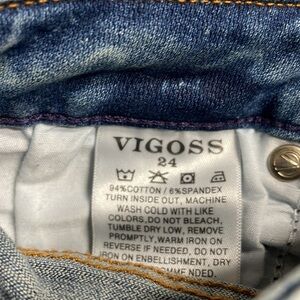 VIGOSS
24
94%COTTON / 6%SPANDEX
TURN INSIDE OUT, MACHINE
WASH COLD WITH LIKE
COLORS, DO NOT BLEACH,
TUMBLE DRY LOW, REMOVE
PROMPTLY, WARM IRON ON
REVERSE IF NEEDED, DO NOT
IRON ON EMBELLISHMENT, DRY